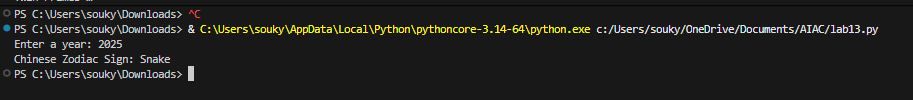 PS C:\Users\souky\Downloads> ^C
PS C:\Users\souky\Downloads> & C:\Users\souky\AppData\Local\Python\pythoncore-3.14-64\python.exe c:/Users/souky/OneDrive/Documents/AIAC/lab13.py
Enter a year: 2025
Chinese Zodiac Sign: Snake
PS C:\Users\souky\Downloads>